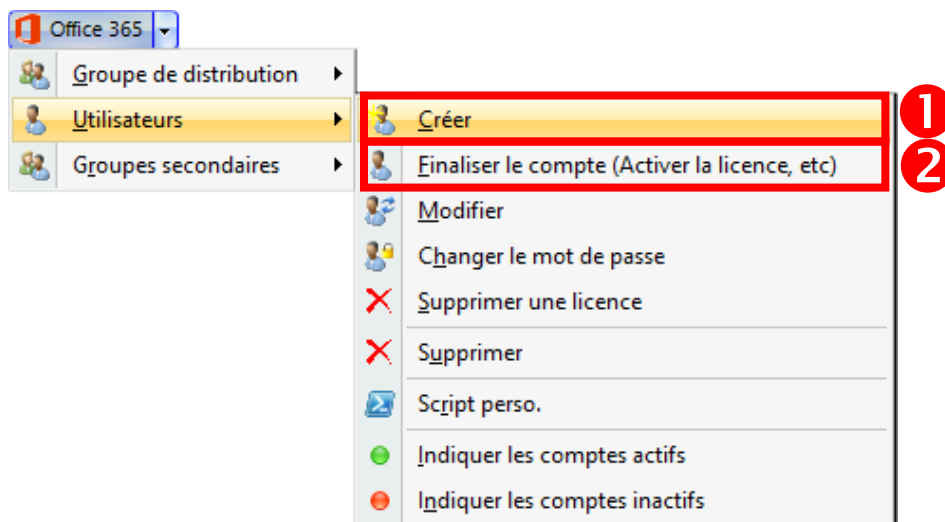 Office 365
Groupe de distribution
Utilisateurs
Groupes secondaires
Créer
1
Finaliser le compte (Activer la licence, etc)
2
Modifier
Changer le mot de passe
Supprimer une licence
Supprimer
Script perso.
Indiquer les comptes actifs
Indiquer les comptes inactifs